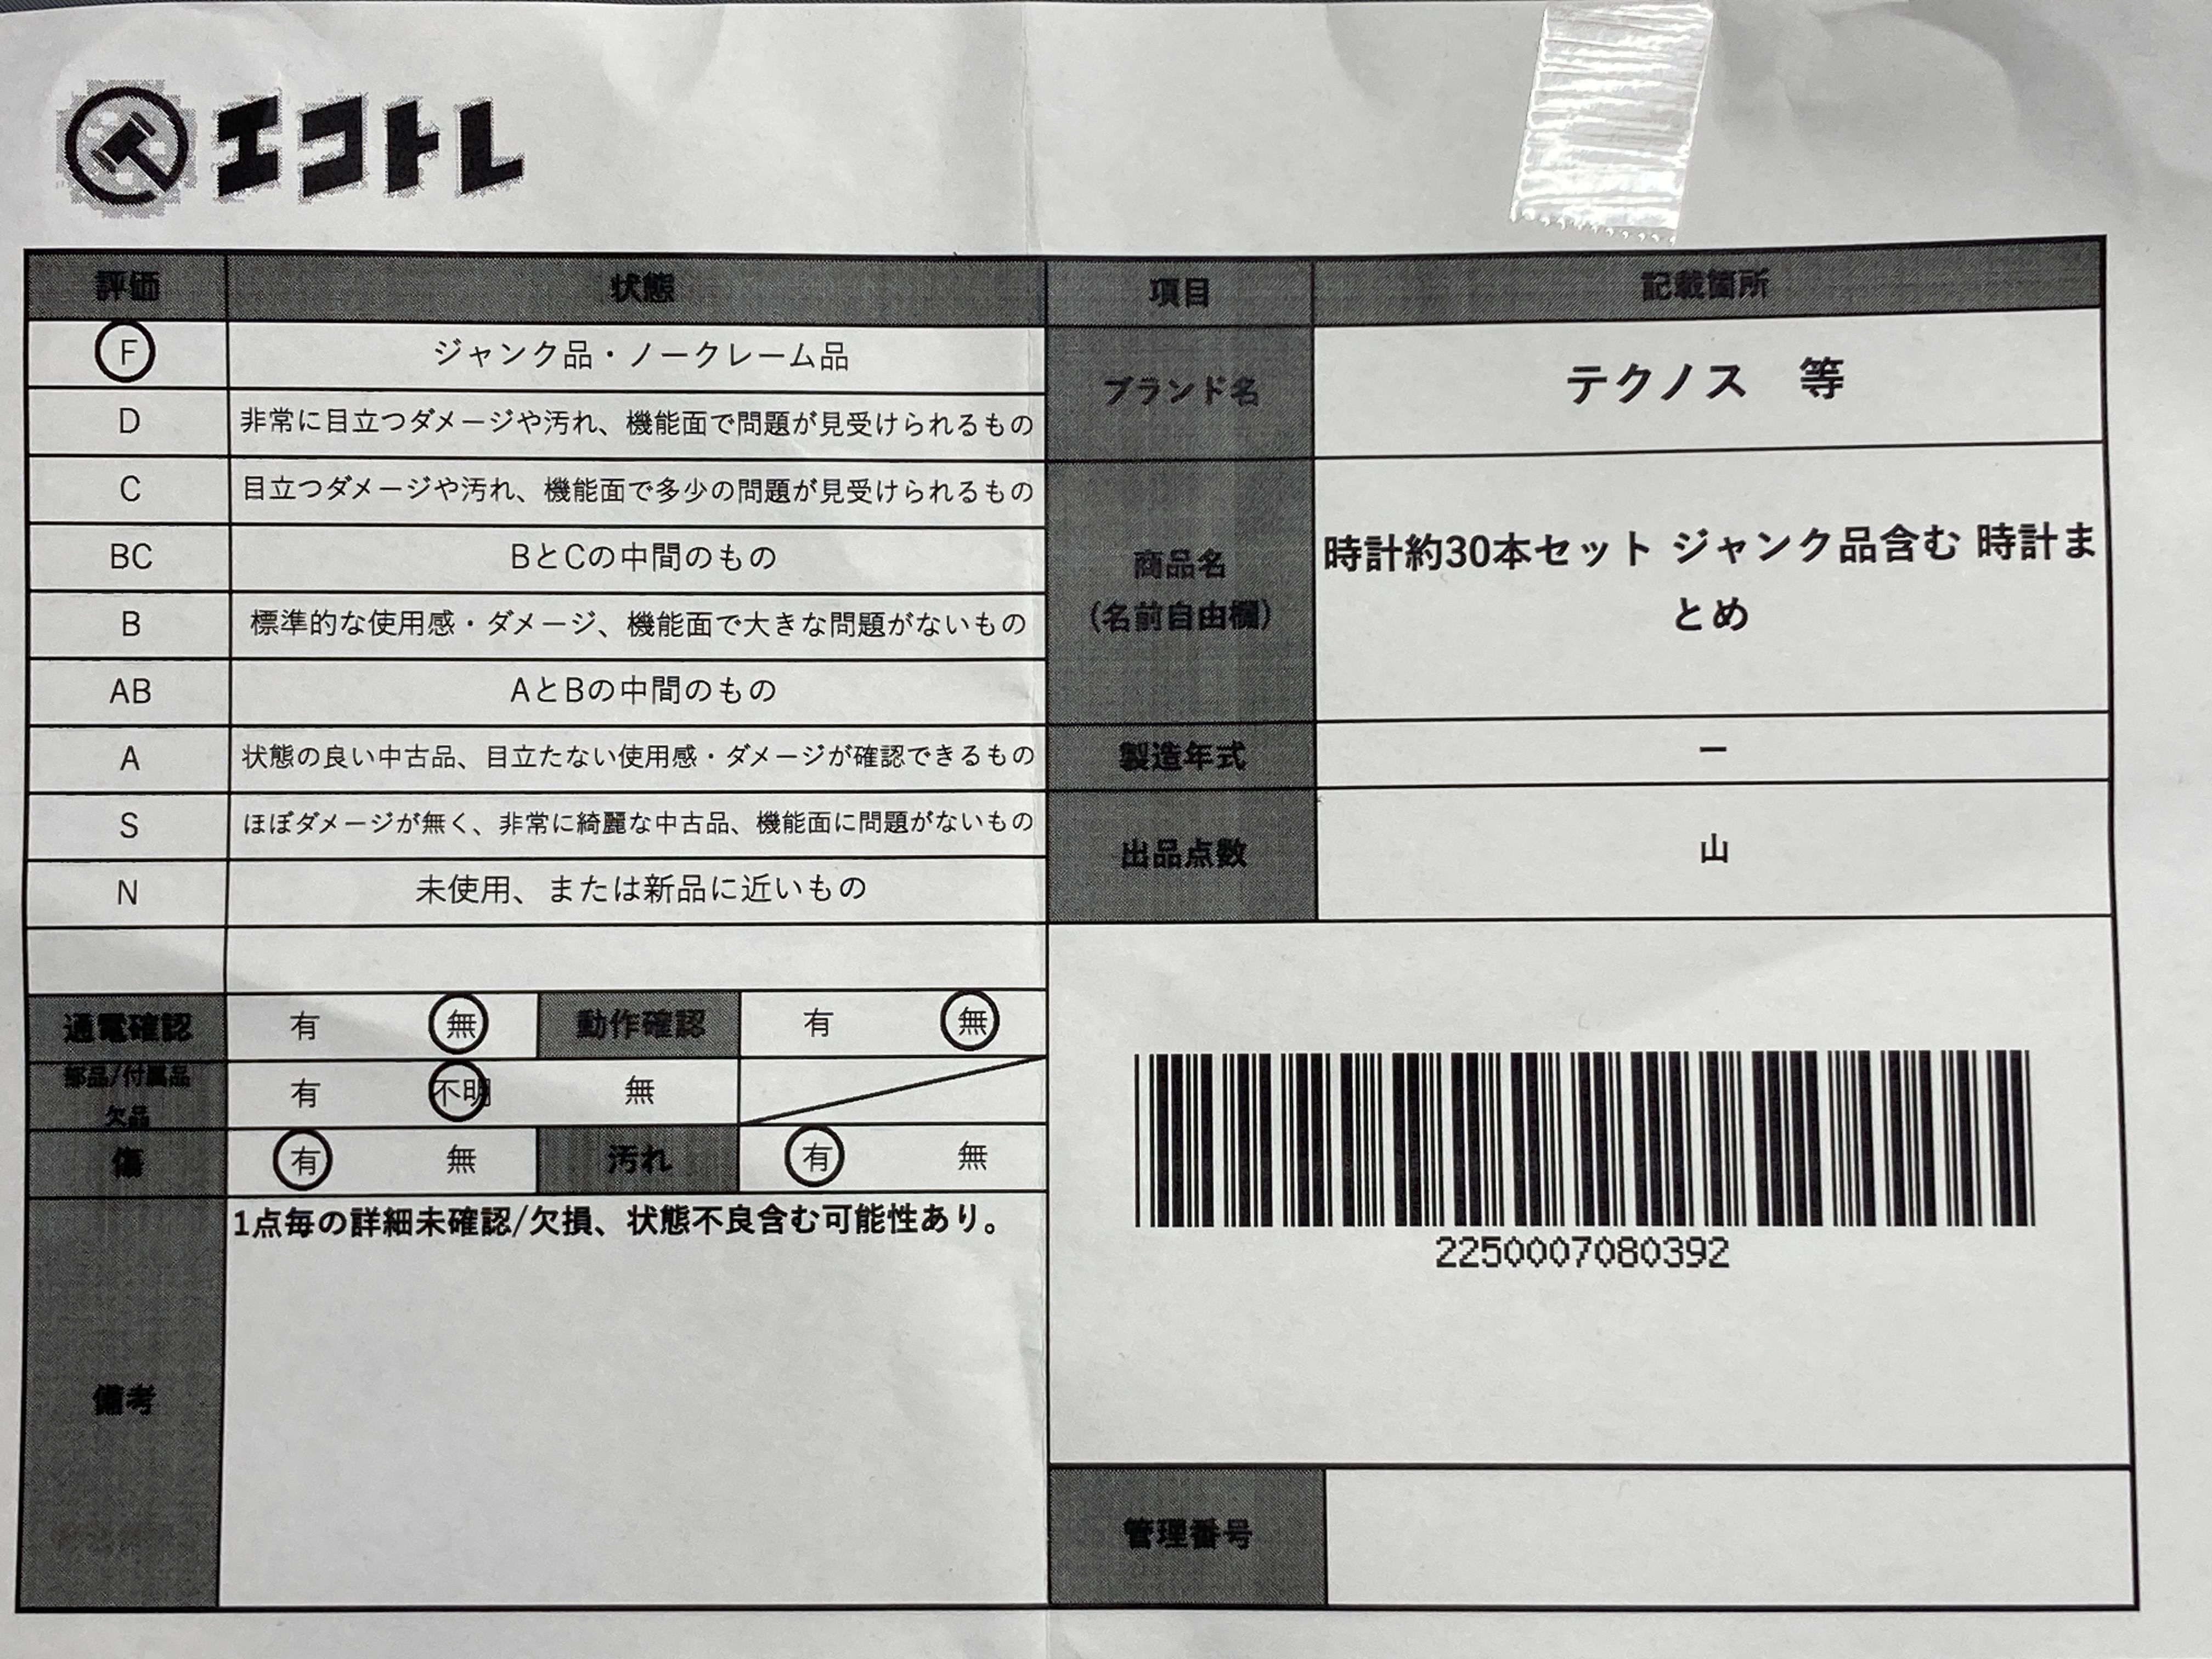 エコトレ
評価 状態 項目 記載箇所
F ジャンク品・ノークレーム品
D 非常に目立つダメージや汚れ、機能面で問題が見受けられるもの
ブランド名 テクノス 等
C 目立つダメージや汚れ、機能面で多少の問題が見受けられるもの
BC BとCの中間のもの
B 標準的な使用感・ダメージ、機能面で大きな問題がないもの
AB AとBの中間のもの
商品名
(名前自由欄)
時計約30本セット ジャンク品含む 時計ま
とめ
A 状態の良い中古品、目立たない使用感・ダメージが確認できるもの
製造年式 ー
S ほぼダメージが無く、非常に綺麗な中古品、機能面に問題がないもの
N 未使用、または新品に近いもの
出品点数 山
通電確認 有 無 動作確認 有 無
部品/付属品
欠品
有 不明 無
傷 有 無 汚れ 有 無
備考
1点毎の詳細未確認/欠損、状態不良含む可能性あり。
2250007080392
管理番号